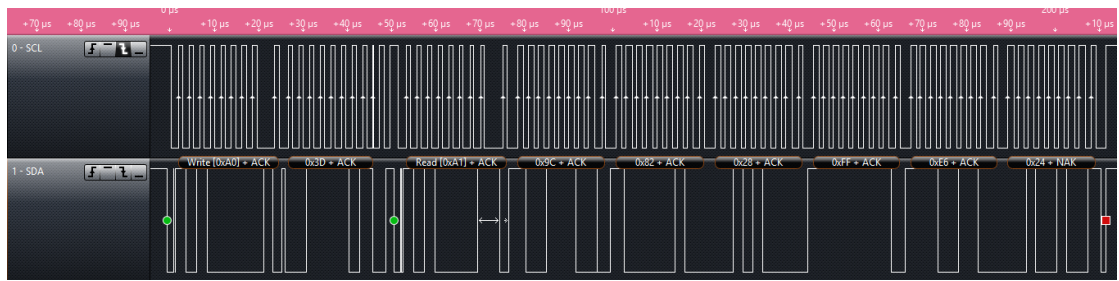 0 µs 100 µs 200 µs
+70 µs +80 µs +90 µs +10 µs +20 µs +30 µs +40 µs +50 µs +60 µs +70 µs +80 µs +90 µs +10 µs +20 µs +30 µs +40 µs +50 µs +60 µs +70 µs +80 µs +90 µs +10 µs
0 - SCL
Write [0xA0] + ACK 0x3D + ACK Read [0xA1] + ACK 0x9C + ACK 0x82 + ACK 0x28 + ACK 0xFF + ACK 0xE6 + ACK 0x24 + NAK
1 - SDA